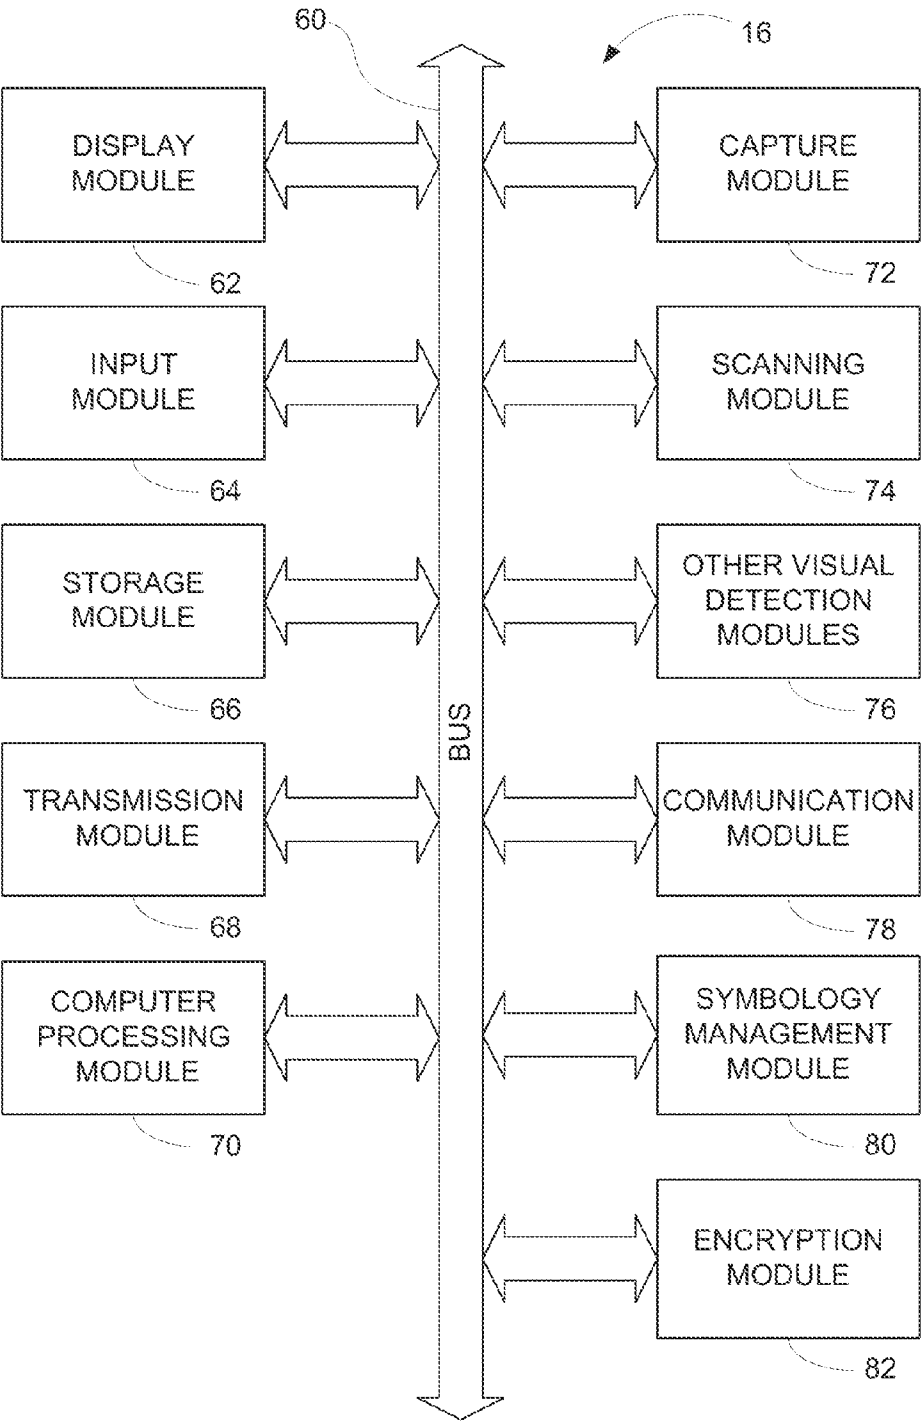 60
16
DISPLAY
MODULE
62
CAPTURE
MODULE
72
INPUT
MODULE
64
SCANNING
MODULE
74
STORAGE
MODULE
66
OTHER VISUAL
DETECTION
MODULES
76
BUS
TRANSMISSION
MODULE
68
COMMUNICATION
MODULE
78
COMPUTER
PROCESSING
MODULE
70
SYMBOLOGY
MANAGEMENT
MODULE
80
ENCRYPTION
MODULE
82